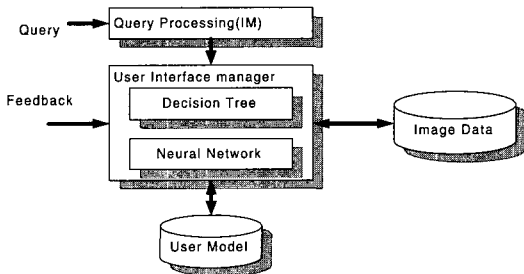 Query
Query Processing(IM)
User Interface manager
Decision Tree
Feedback
Image Data
Neural Network
User Model